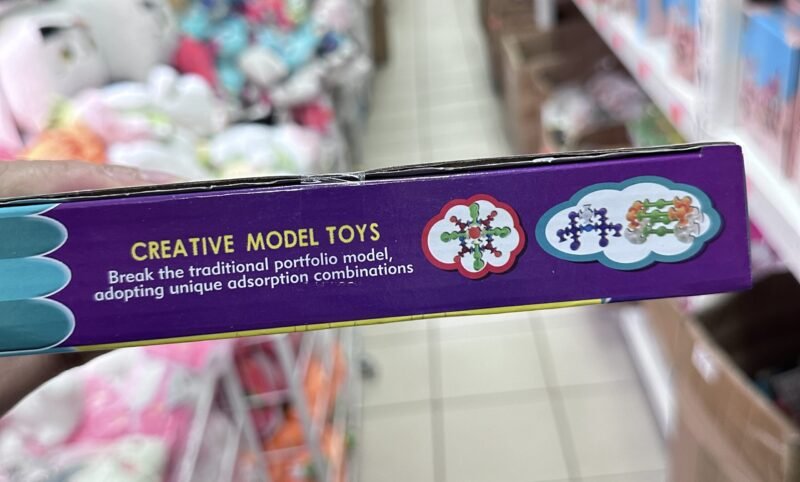 CREATIVE MODEL TOYS
Break the traditional portfolio model,
adopting unique adsorption combinations